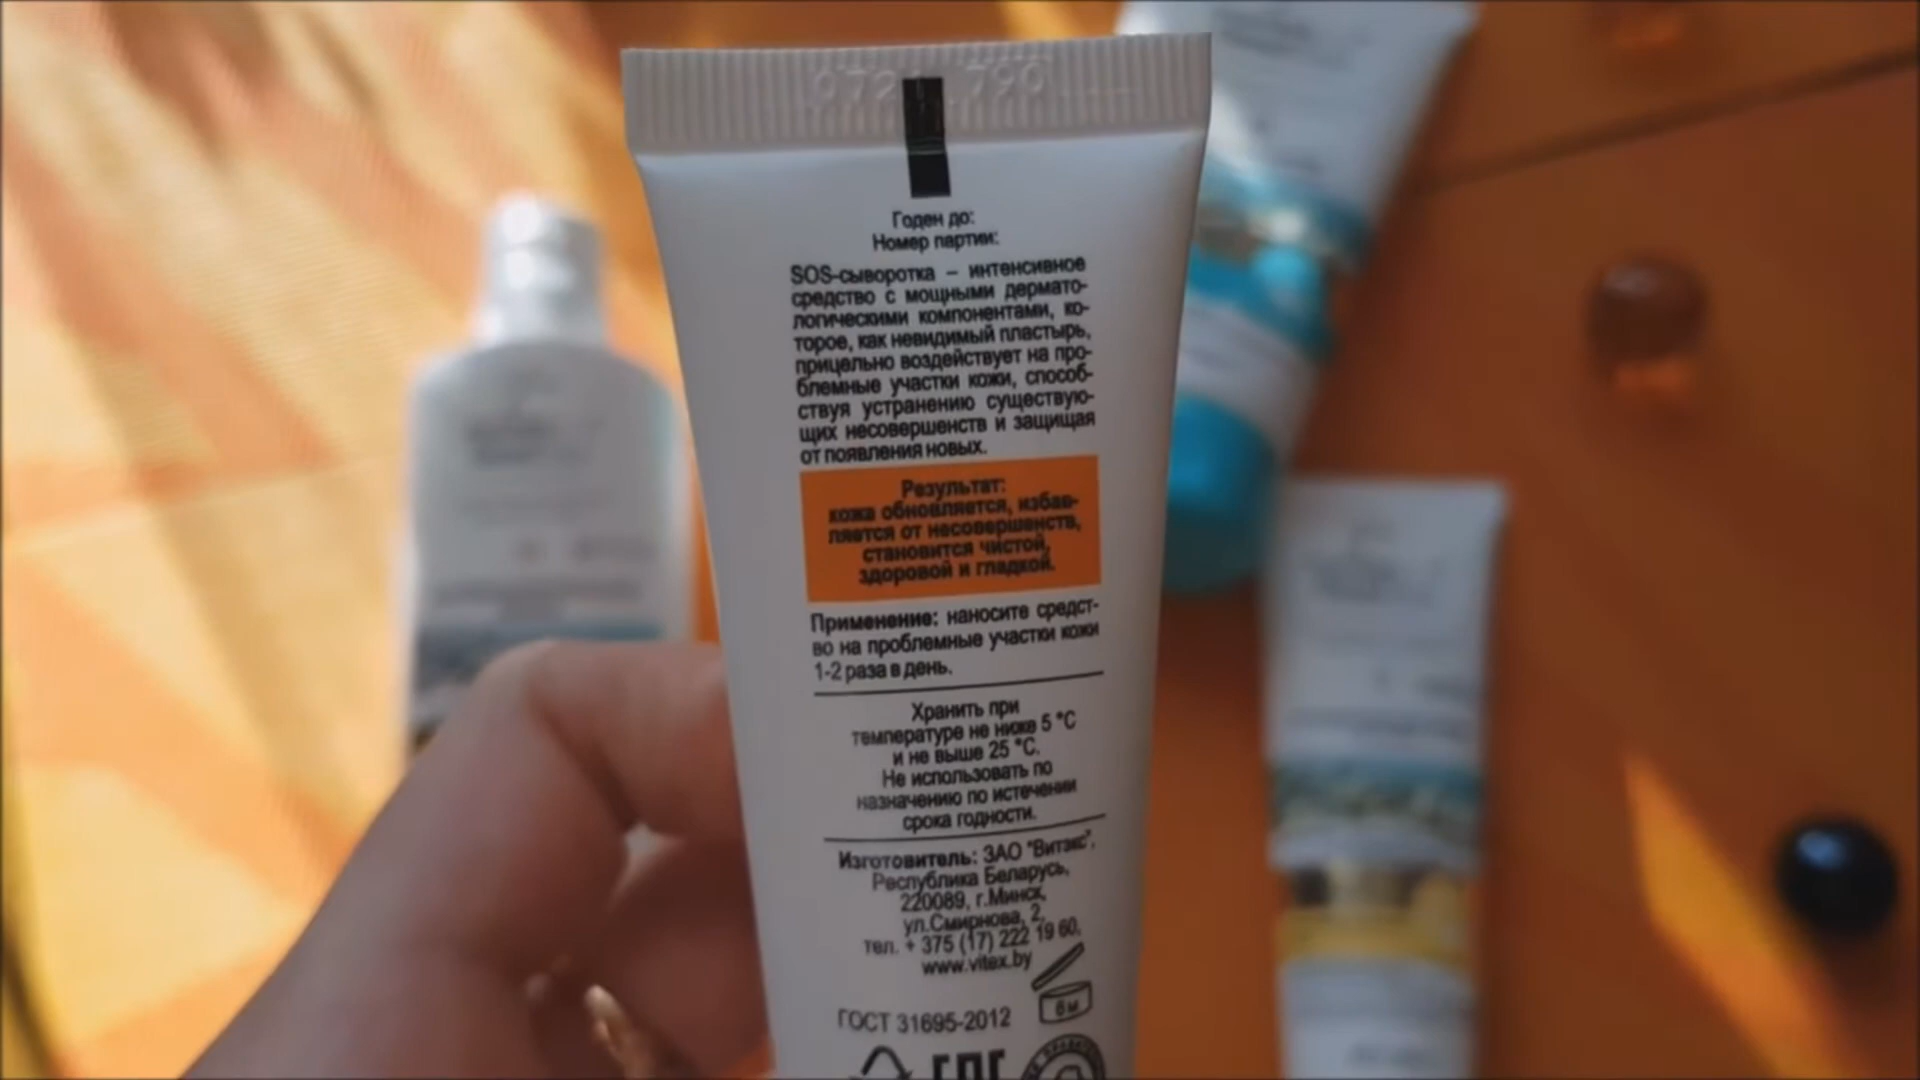 Годен до:
Номер партии:
SOS-сыворотка – интенсивное
средство с мощными дермато-
логическими компонентами, ко-
торое, как невидимый пластырь,
прицельно воздействует на про-
блемные участки кожи, способ-
ствуя устранению существую-
щих несовершенств и защищая
от появления новых.
Результат:
кожа обновляется, избав-
ляется от несовершенств,
становится чистой,
здоровой и гладкой.
Применение: наносите средст-
во на проблемные участки кожи
1-2 раза в день.
Хранить при
температуре не ниже 5 °C
и не выше 25 °C.
Не использовать по
назначению по истечении
срока годности.
Изготовитель: ЗАО "Витэкс",
Республика Беларусь,
220089, г.Минск,
ул.Смирнова, 2,
тел. + 375 (17) 222 19 60,
www.vitex.by
6м
ГОСТ 31695-2012